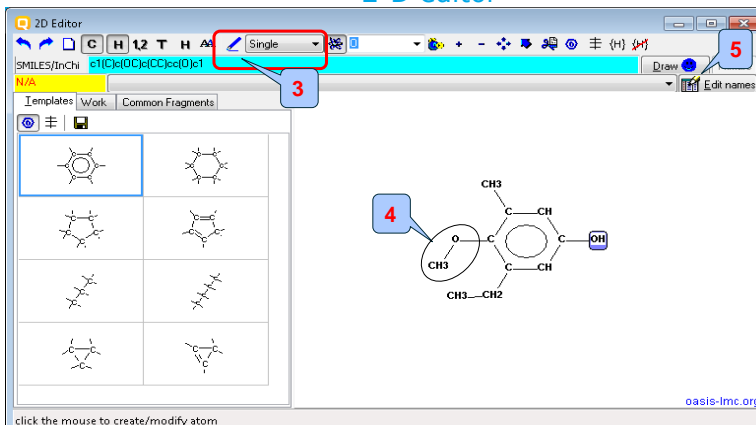 2D Editor
C H 1,2 T H AA Single 0 + - {H} {H}
SMILES/InChi c1(C)c(OC)c(CC)cc(O)c1 Draw
N/A Edit names
Templates Work Common Fragments
3
5
4
CH3
C CH
O C C OH
CH3 C CH
CH3 CH2
oasis-lmc.org
click the mouse to create/modify atom